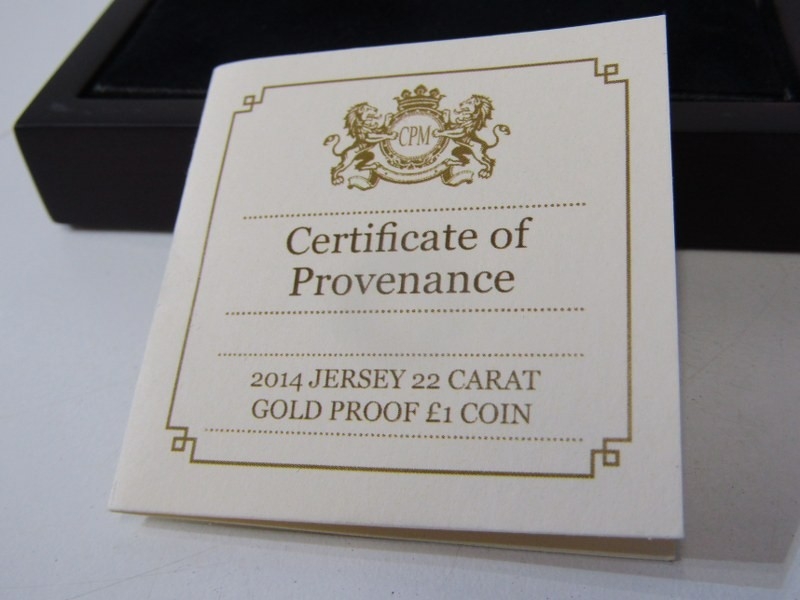 CPM
Certificate of
Provenance
2014 JERSEY 22 CARAT
GOLD PROOF £1 COIN